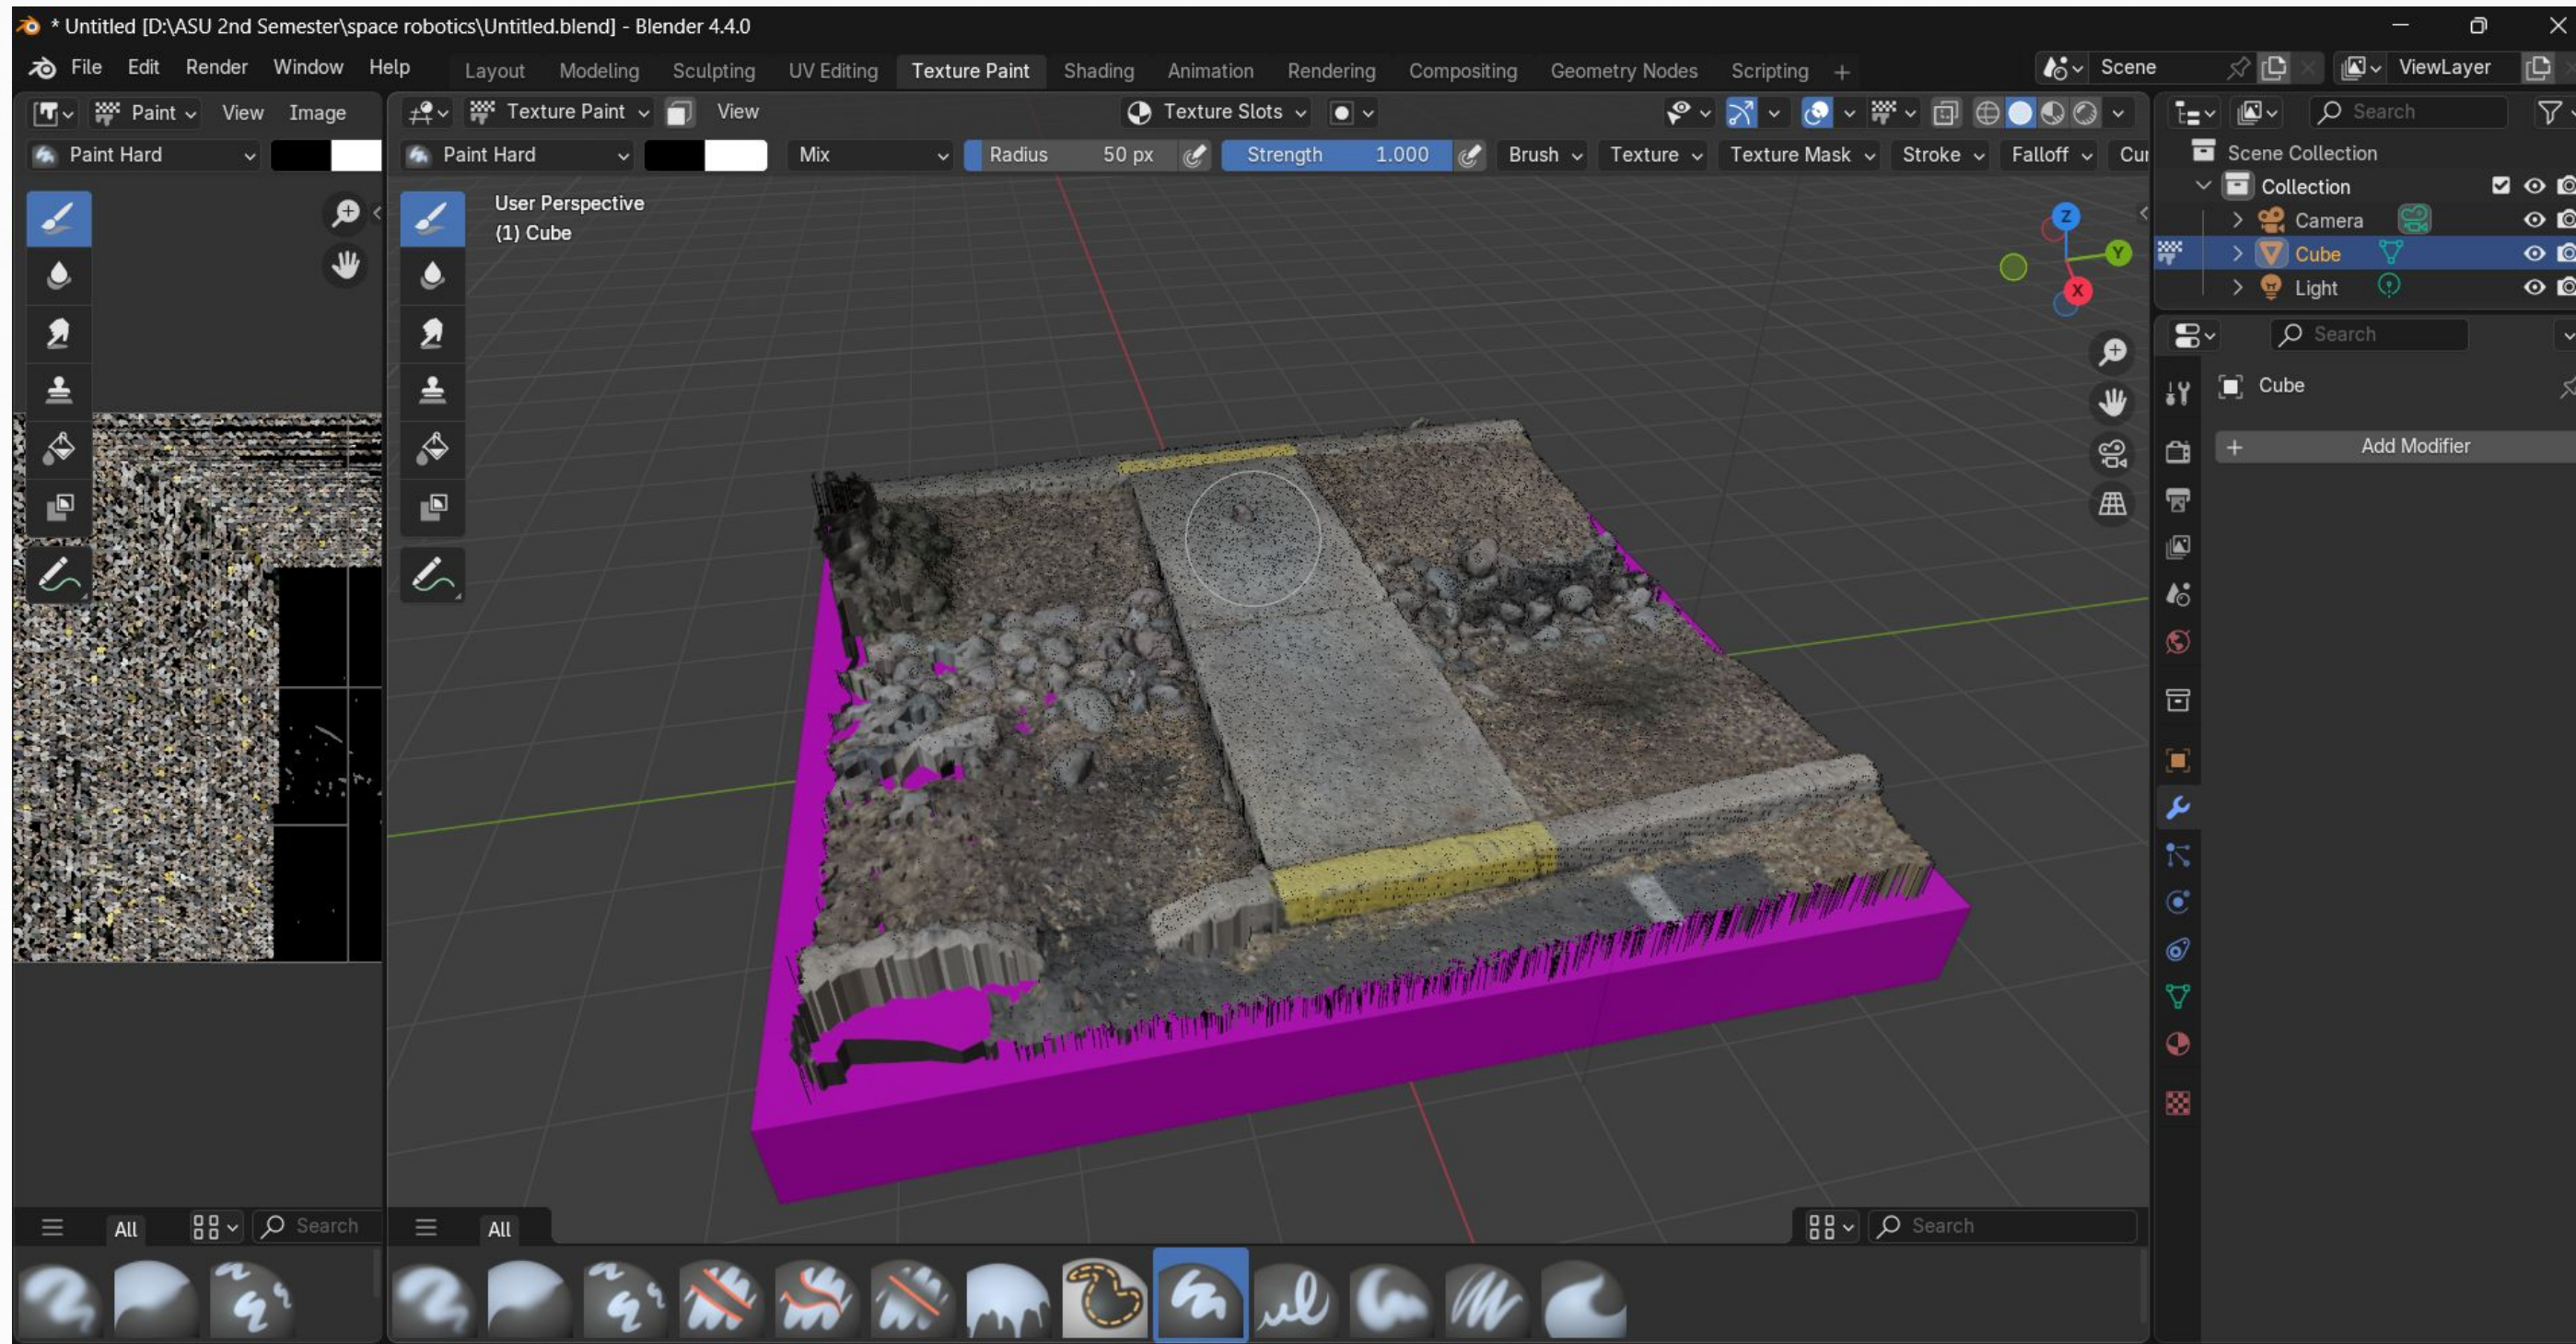 * Untitled [D:\ASU 2nd Semester\space robotics\Untitled.blend] - Blender 4.4.0
File Edit Render Window Help Layout Modeling Sculpting UV Editing Texture Paint Shading Animation Rendering Compositing Geometry Nodes Scripting + Scene ViewLayer
Paint View Image Texture Paint View Texture Slots Search
Paint Hard Paint Hard Mix Radius 50 px Strength 1.000 Brush Texture Texture Mask Stroke Falloff Cur
Scene Collection
Collection
Camera
Cube
Light
User Perspective
(1) Cube
Z
Y
X
Search
Cube
+ Add Modifier
All Search All Search